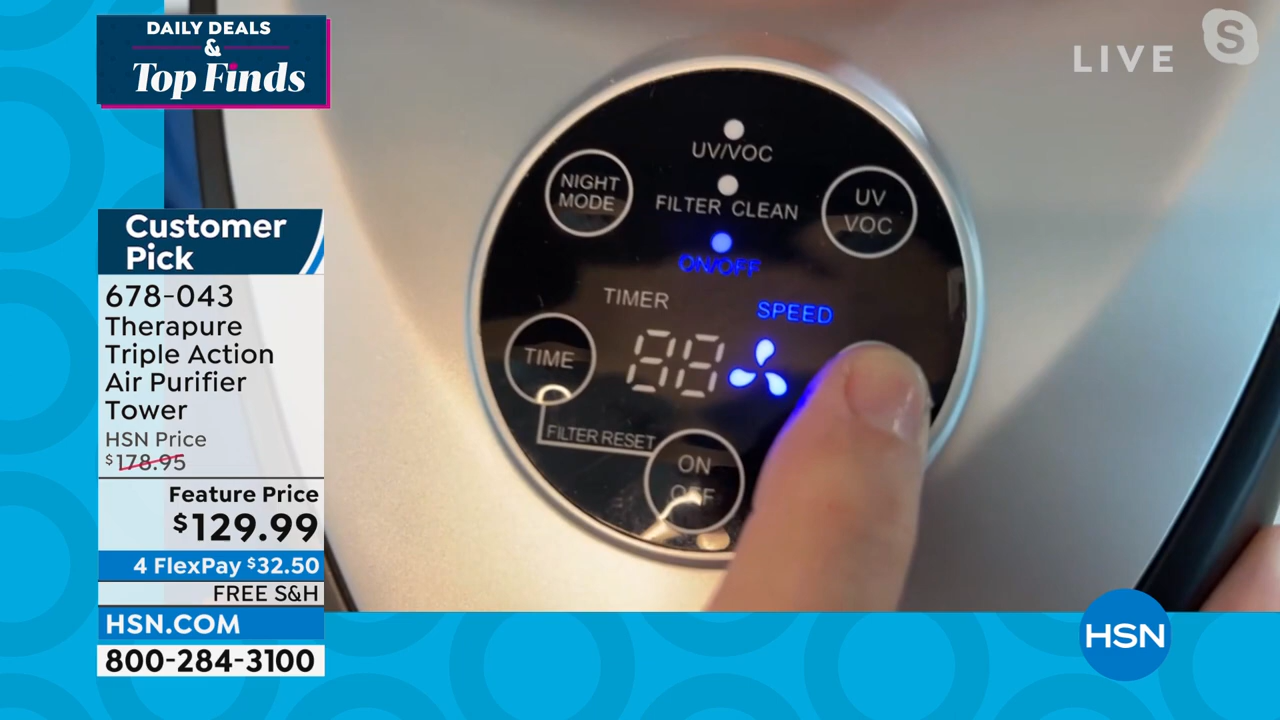 DAILY DEALS
&
Top Finds
LIVE
S
Customer
Pick
678-043
Therapure
Triple Action
Air Purifier
Tower
HSN Price
$178.95
Feature Price
$129.99
4 FlexPay $32.50
FREE S&H
HSN.COM
800-284-3100
UV/VOC
NIGHT
MODE
FILTER CLEAN
UV
VOC
ON/OFF
TIMER
SPEED
TIME
88
FILTER RESET
ON
OFF
HSN